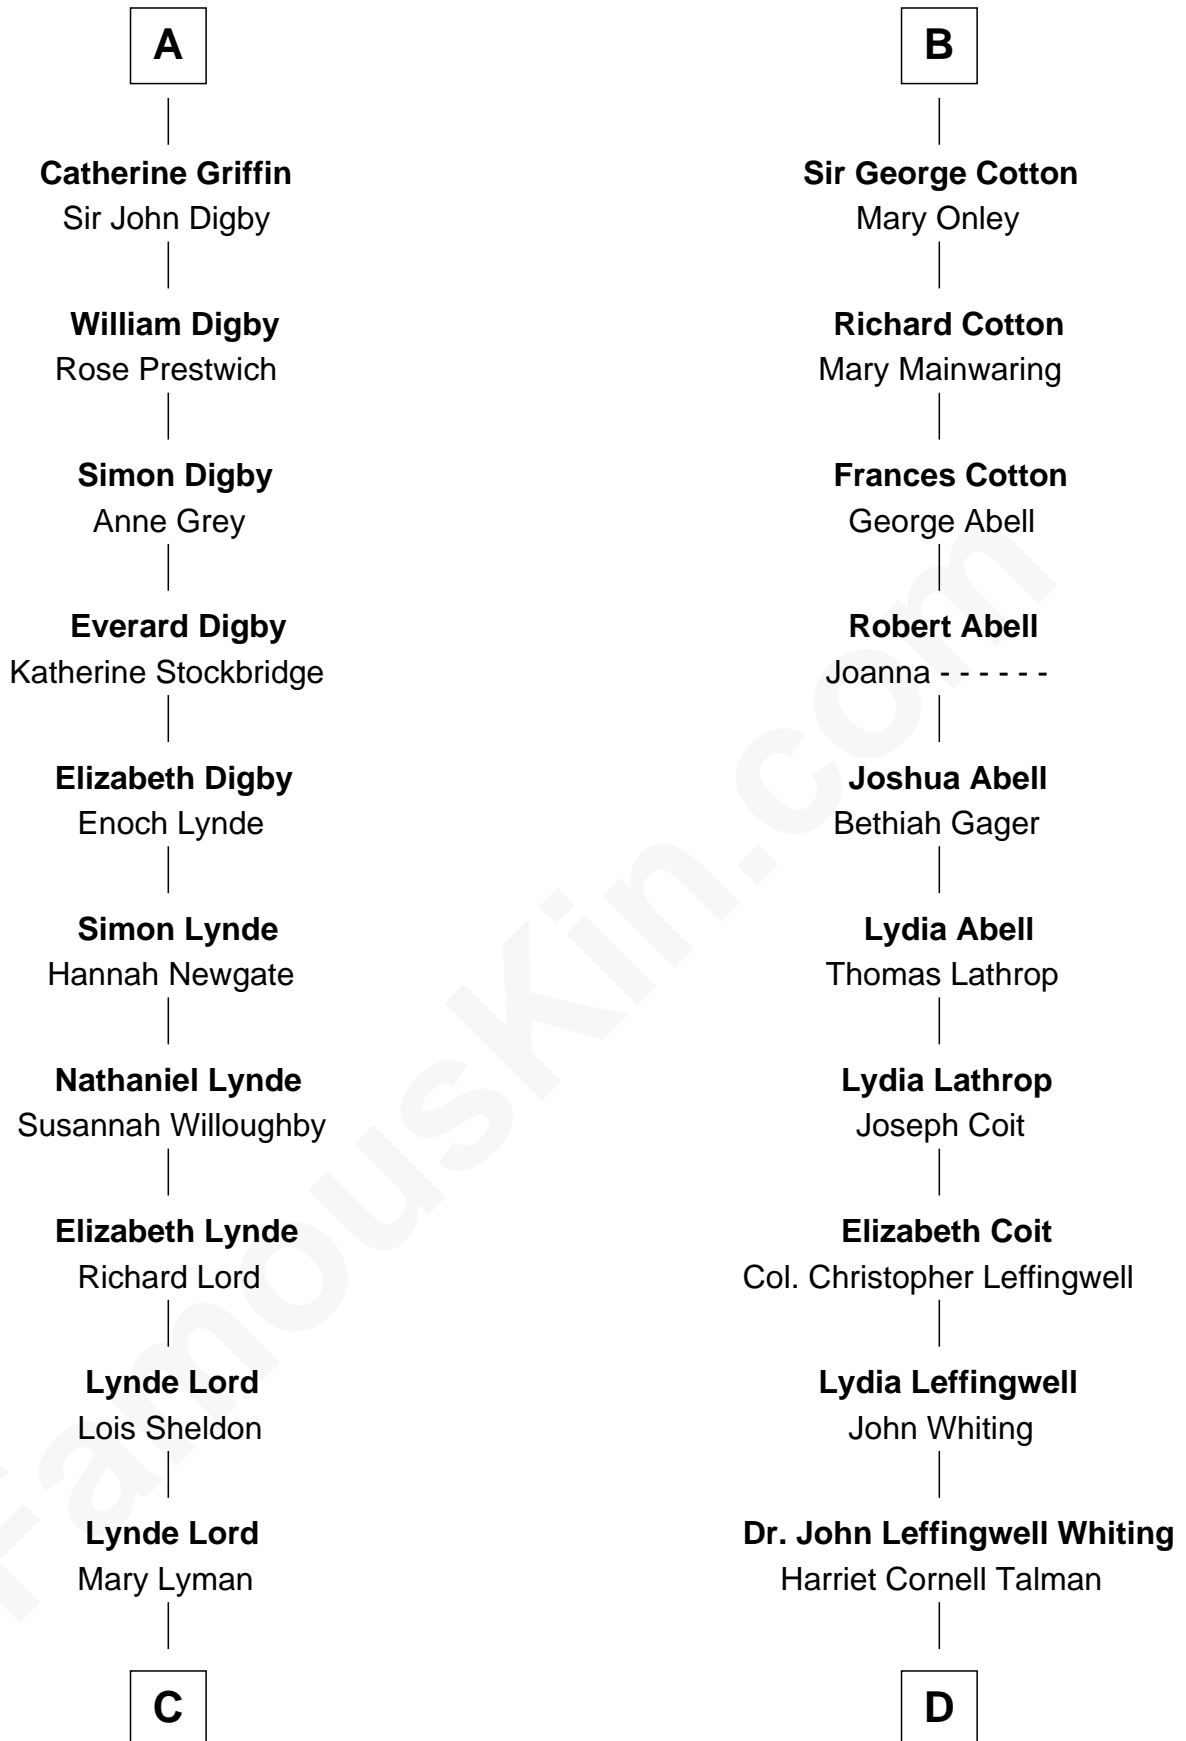 A
Catherine Griffin
Sir John Digby
William Digby
Rose Prestwich
Simon Digby
Anne Grey
Everard Digby
Katherine Stockbridge
Elizabeth Digby
Enoch Lynde
Simon Lynde
Hannah Newgate
Nathaniel Lynde
Susannah Willoughby
Elizabeth Lynde
Richard Lord
Lynde Lord
Lois Sheldon
Lynde Lord
Mary Lyman
C
B
Sir George Cotton
Mary Onley
Richard Cotton
Mary Mainwaring
Frances Cotton
George Abell
Robert Abell
Joanna - - - - - -
Joshua Abell
Bethiah Gager
Lydia Abell
Thomas Lathrop
Lydia Lathrop
Joseph Coit
Elizabeth Coit
Col. Christopher Leffingwell
Lydia Leffingwell
John Whiting
Dr. John Leffingwell Whiting
Harriet Cornell Talman
D
FamousKin.com